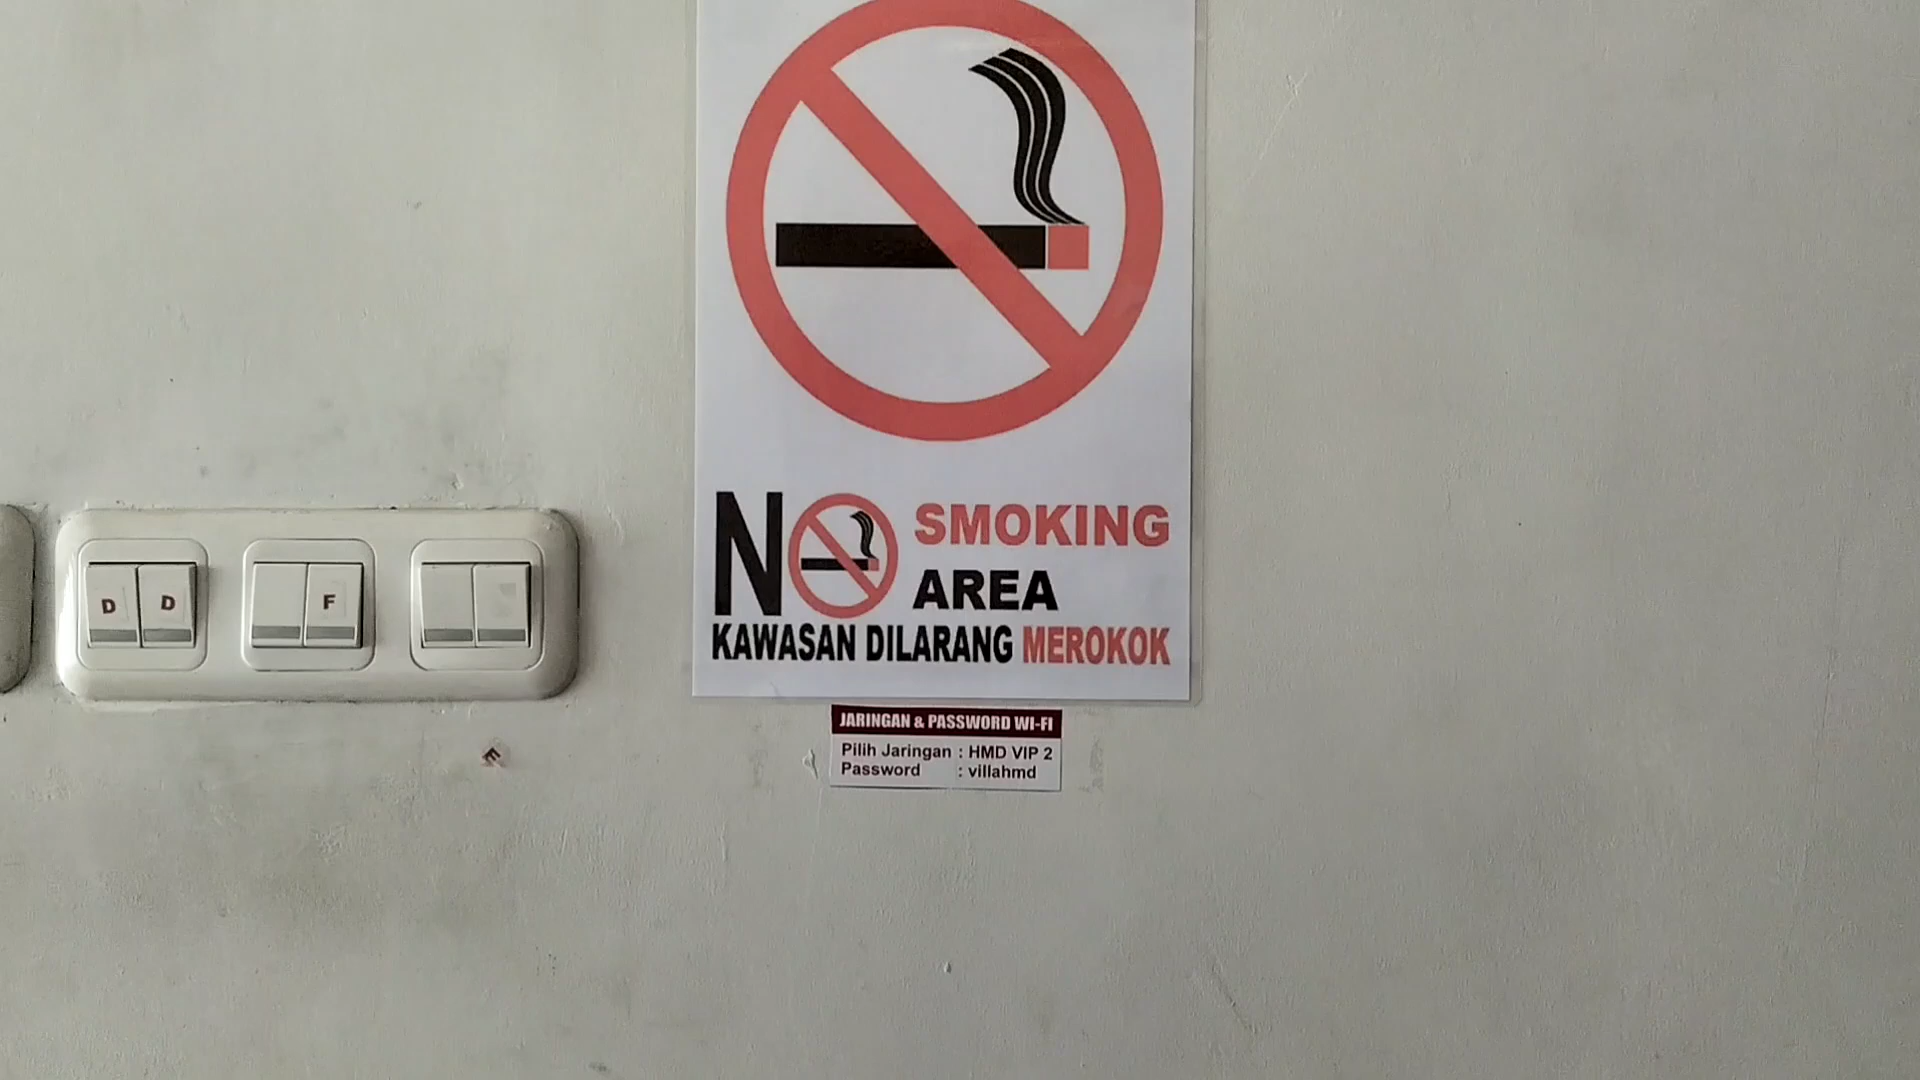 D D F
E
NO SMOKING
AREA
KAWASAN DILARANG MEROKOK
JARINGAN & PASSWORD WI-FI
Pilih Jaringan : HMD VIP 2
Password : villahmd